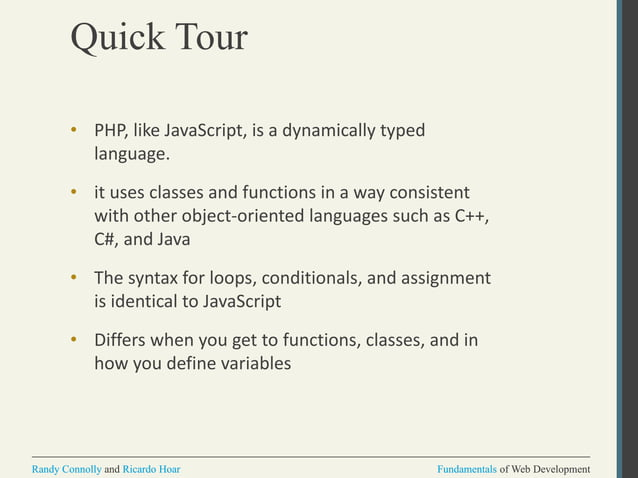 Quick Tour
• PHP, like JavaScript, is a dynamically typed
language.
• it uses classes and functions in a way consistent
with other object-oriented languages such as C++,
C#, and Java
• The syntax for loops, conditionals, and assignment
is identical to JavaScript
• Differs when you get to functions, classes, and in
how you define variables
Randy Connolly and Ricardo Hoar
Fundamentals of Web Development